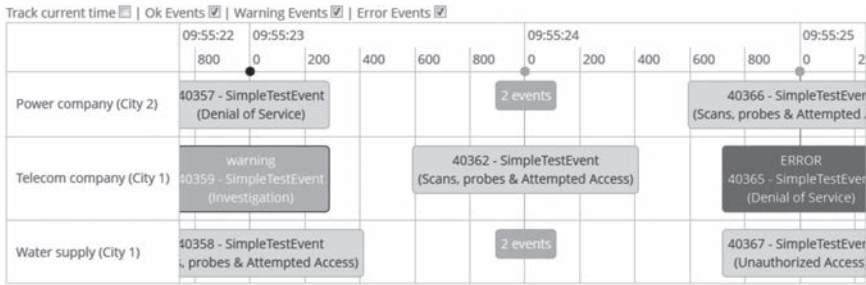 Track current time | Ok Events | Warning Events | Error Events
09:55:22 09:55:23 09:55:24 09:55:25
800 0 200 400 600 800 0 200 400 600 800 0 2
Power company (City 2)
40357 - SimpleTestEvent
(Denial of Service)
2 events
40366 - SimpleTestEver
(Scans, probes & Attempted
Telecom company (City 1)
warning
40359 - SimpleTestEvent
(Investigation)
40362 - SimpleTestEvent
(Scans, probes & Attempted Access)
ERROR
40365 - SimpleTestEver
(Denial of Service)
Water supply (City 1)
40358 - SimpleTestEvent
, probes & Attempted Access)
2 events
40367 - SimpleTestEver
(Unauthorized Access